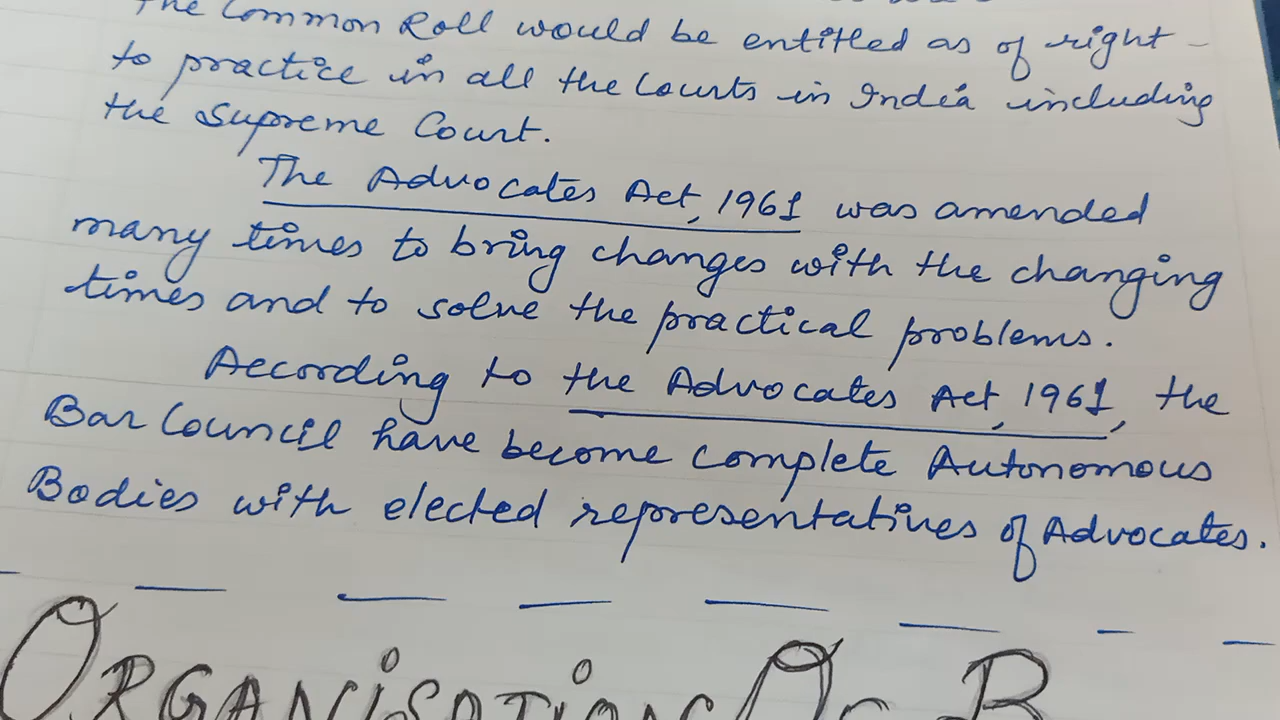 The Common Roll would be entitled as of right -
to practice in all the Courts in India including
the Supreme Court.
The Advocates Act, 1961 was amended
many times to bring changes with the changing
times and to solve the practical problems.
According to the Advocates Act, 1961, the
Bar Council have become complete Autonomous
Bodies with elected representatives of Advocates.
ORGANiSATiON OF B